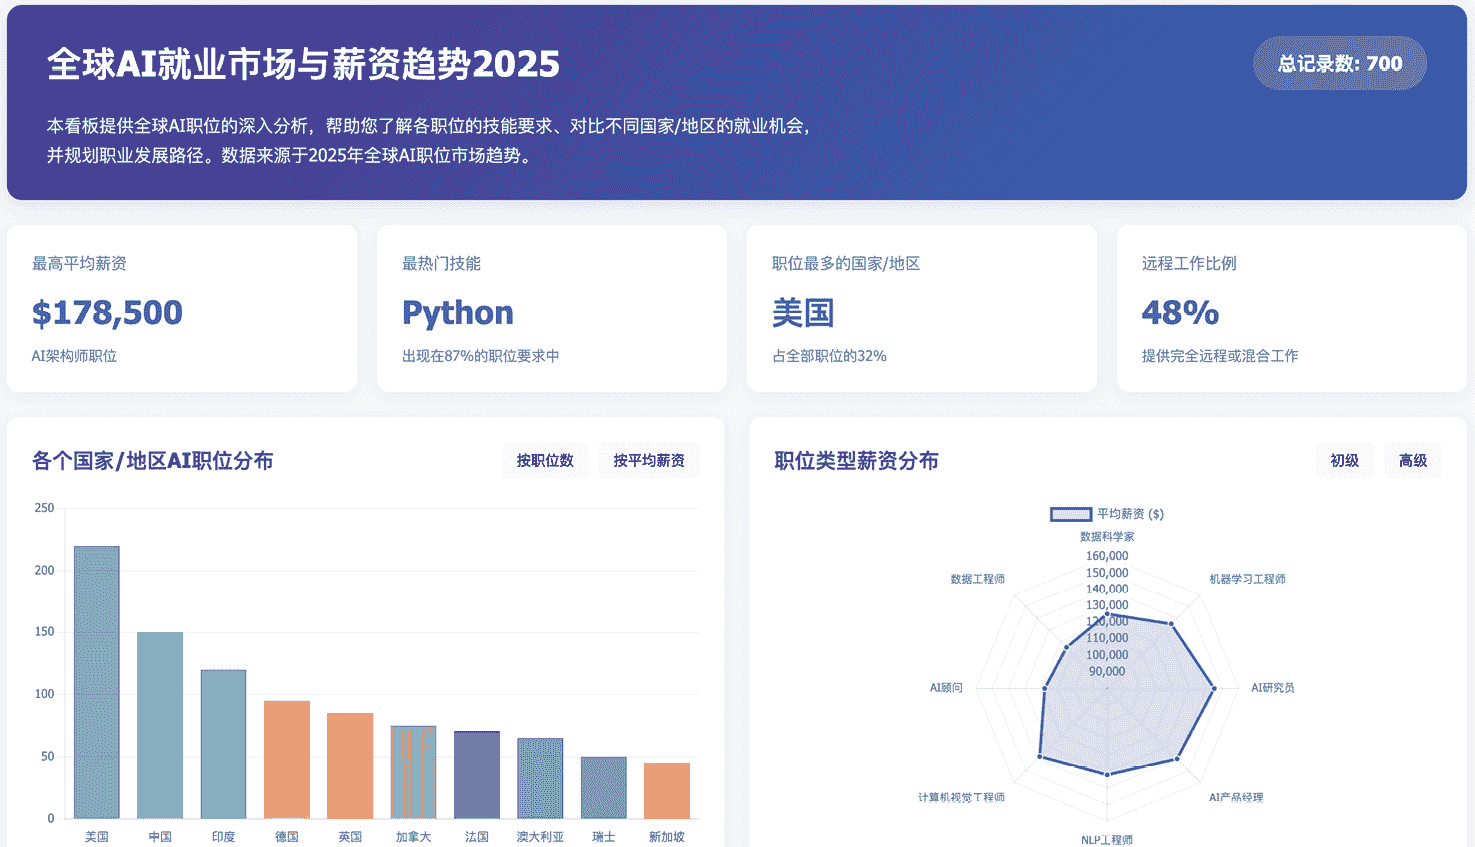 全球AI就业市场与薪资趋势2025
总记录数: 700
本看板提供全球AI职位的深入分析，帮助您了解各职位的技能要求、对比不同国家/地区的就业机会，
并规划职业发展路径。数据来源于2025年全球AI职位市场趋势。
最高平均薪资
$178,500
AI架构师职位
最热门技能
Python
出现在87%的职位要求中
职位最多的国家/地区
美国
占全部职位的32%
远程工作比例
48%
提供完全远程或混合工作
各个国家/地区AI职位分布
按职位数
按平均薪资
250
200
150
100
50
0
美国
中国
印度
德国
英国
加拿大
法国
澳大利亚
瑞士
新加坡
职位类型薪资分布
初级
高级
平均薪资 ($)
数据科学家
160,000
150,000
140,000
130,000
120,000
110,000
100,000
90,000
机器学习工程师
AI研究员
AI产品经理
NLP工程师
计算机视觉工程师
AI顾问
数据工程师